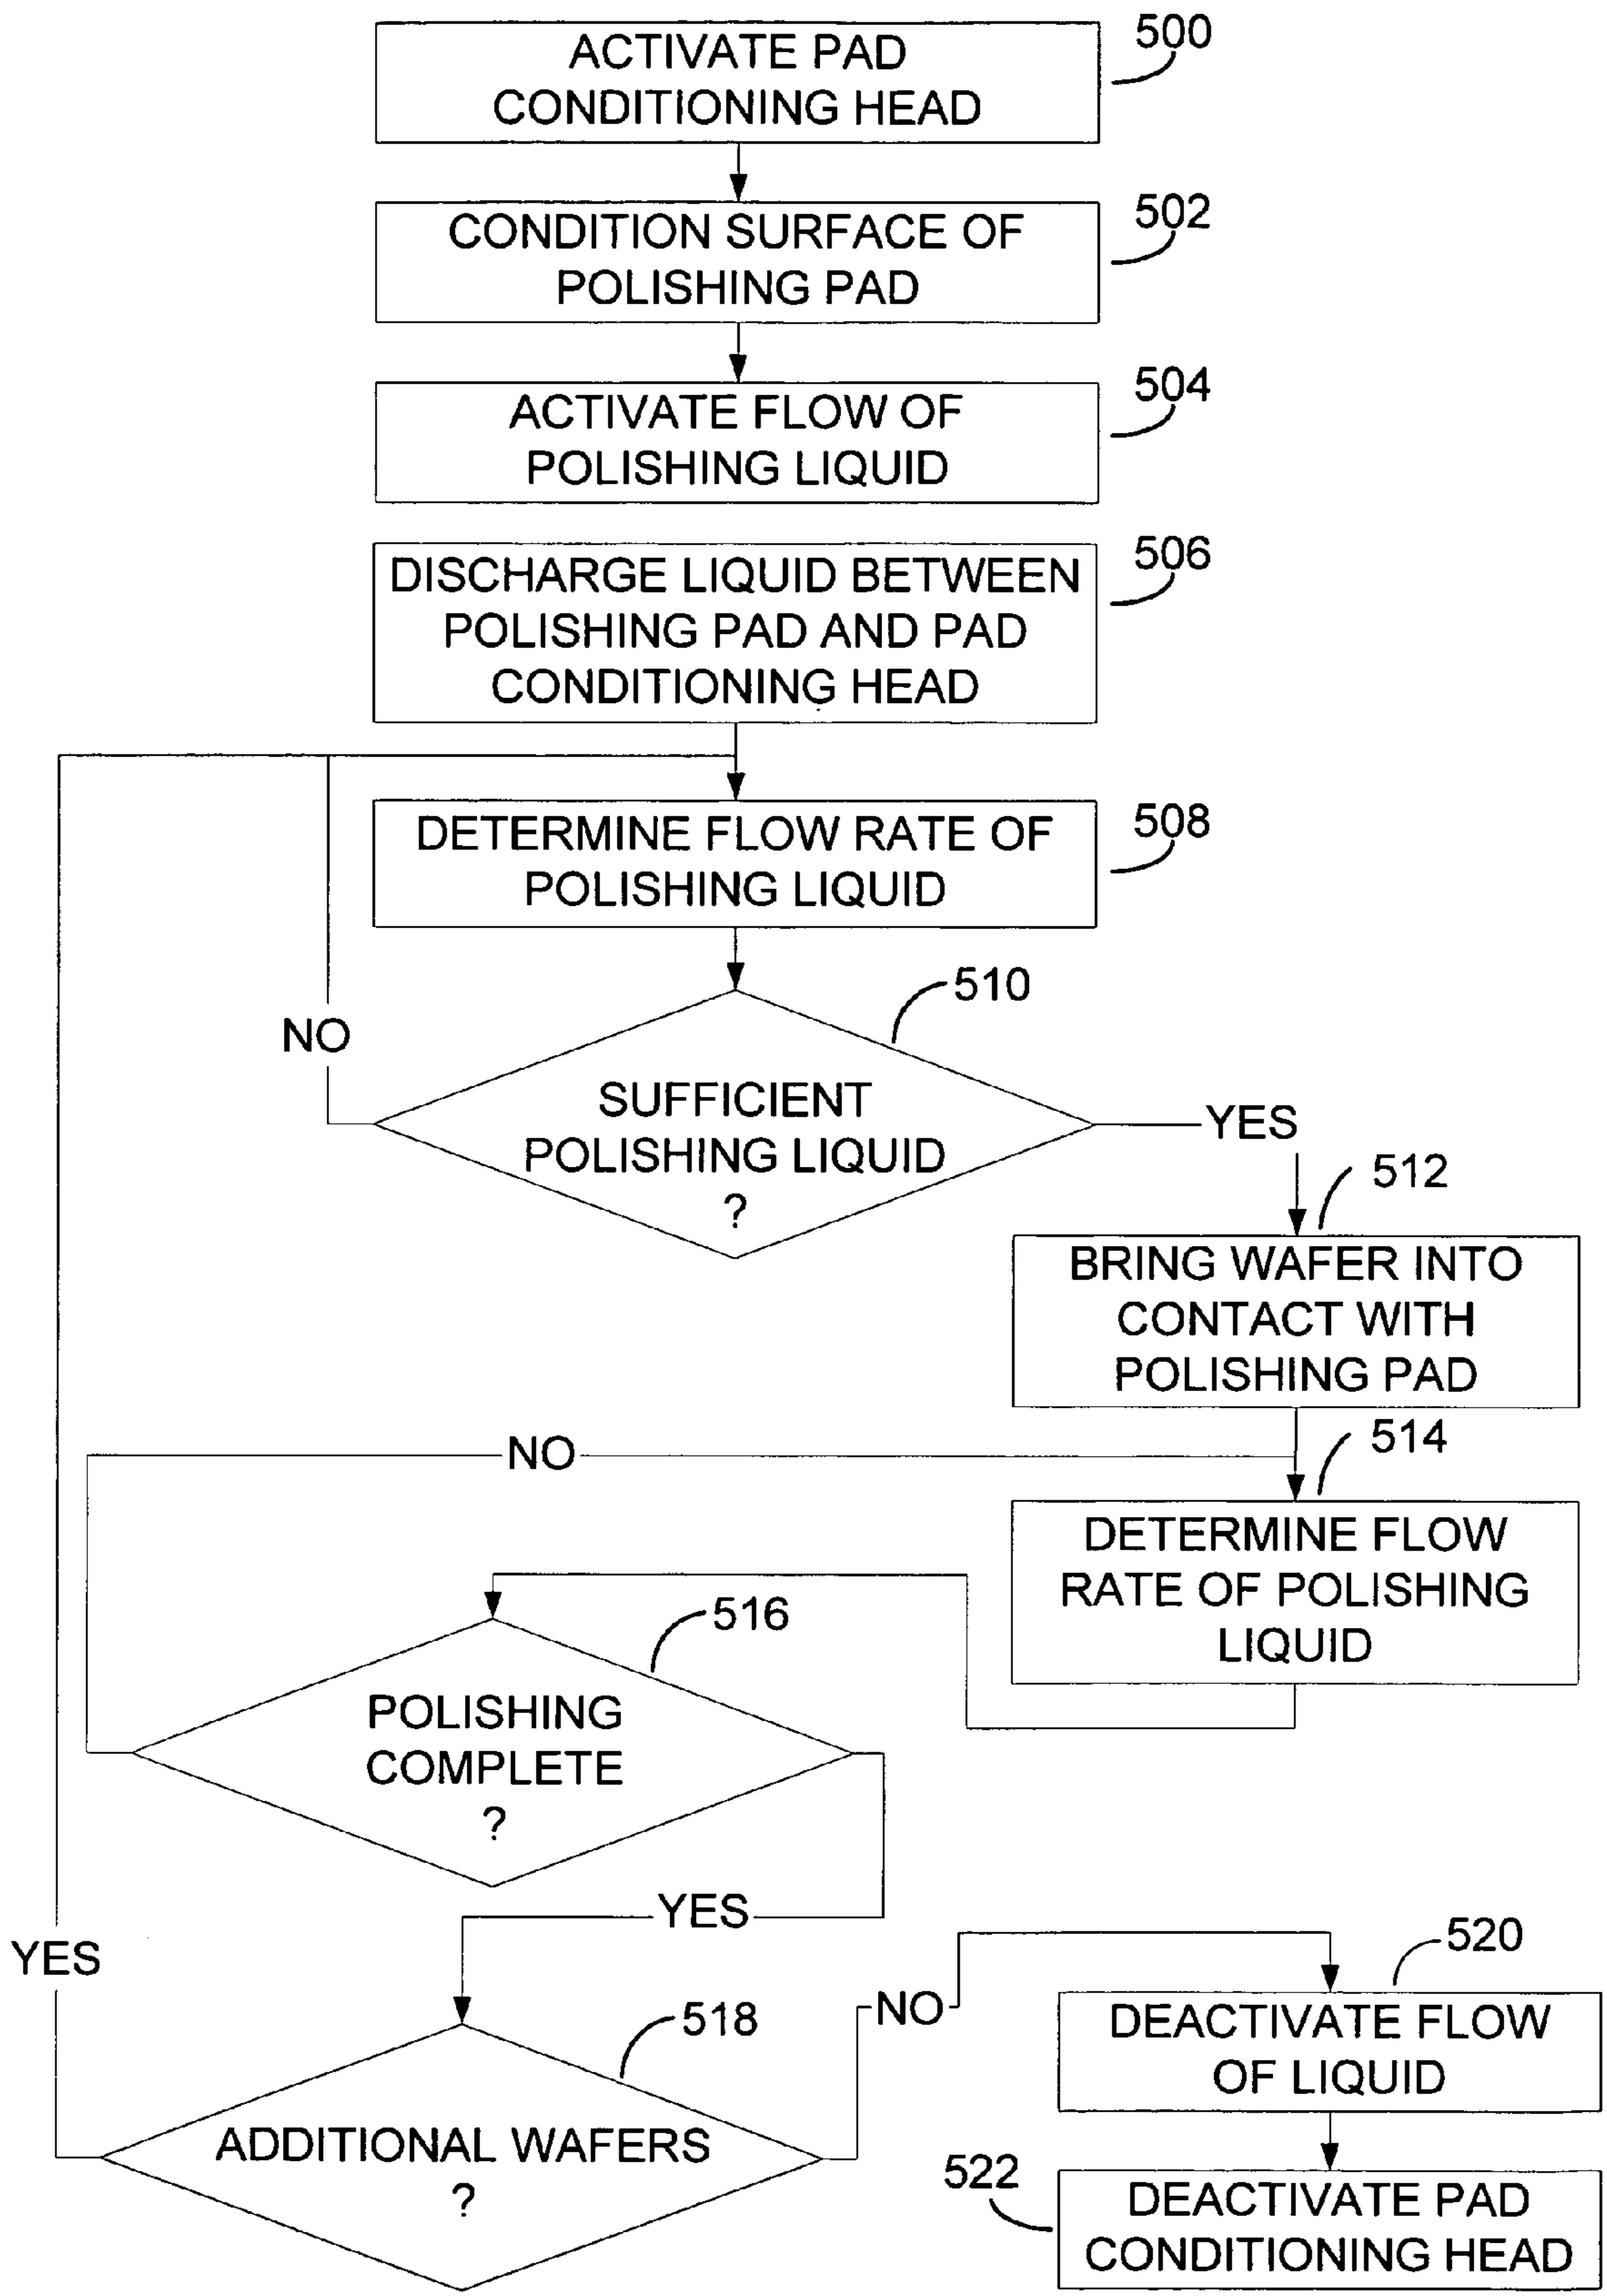 ACTIVATE PAD
CONDITIONING HEAD
500
CONDITION SURFACE OF
POLISHING PAD
502
ACTIVATE FLOW OF
POLISHING LIQUID
504
DISCHARGE LIQUID BETWEEN
POLISHING PAD AND PAD
CONDITIONING HEAD
506
DETERMINE FLOW RATE OF
POLISHING LIQUID
508
510
NO
SUFFICIENT
POLISHING LIQUID
?
YES
512
BRING WAFER INTO
CONTACT WITH
POLISHING PAD
NO
514
DETERMINE FLOW
RATE OF POLISHING
LIQUID
516
POLISHING
COMPLETE
?
YES
YES
518
ADDITIONAL WAFERS
?
NO
520
DEACTIVATE FLOW
OF LIQUID
522
DEACTIVATE PAD
CONDITIONING HEAD